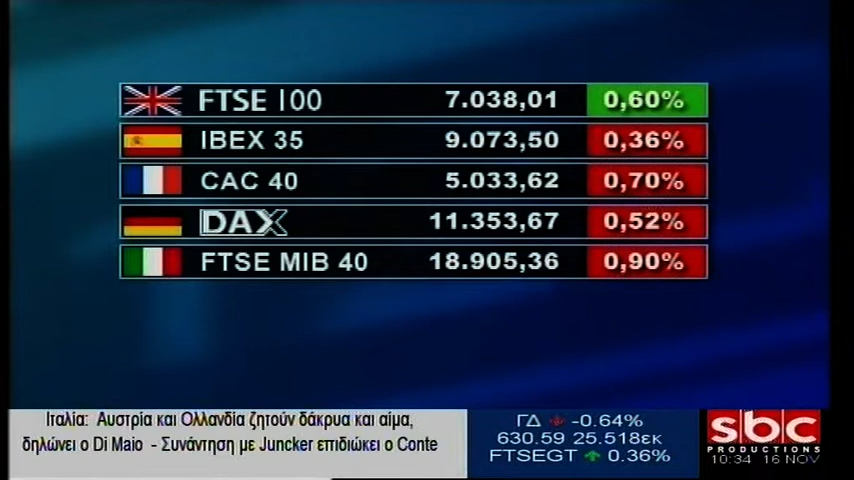 FTSE 100 7.038,01 0,60%
IBEX 35 9.073,50 0,36%
CAC 40 5.033,62 0,70%
DAX 11.353,67 0,52%
FTSE MIB 40 18.905,36 0,90%
Ιταλία: Αυστρία και Ολλανδία ζητούν δάκρυα και αίμα,
δηλώνει ο Di Maio - Συνάντηση με Juncker επιδιώκει ο Conte
ΓΔ -0.64%
630.59 25.518εκ
FTSEGT 0.36%
sbc
PRODUCTIONS
10:34 16 NOV